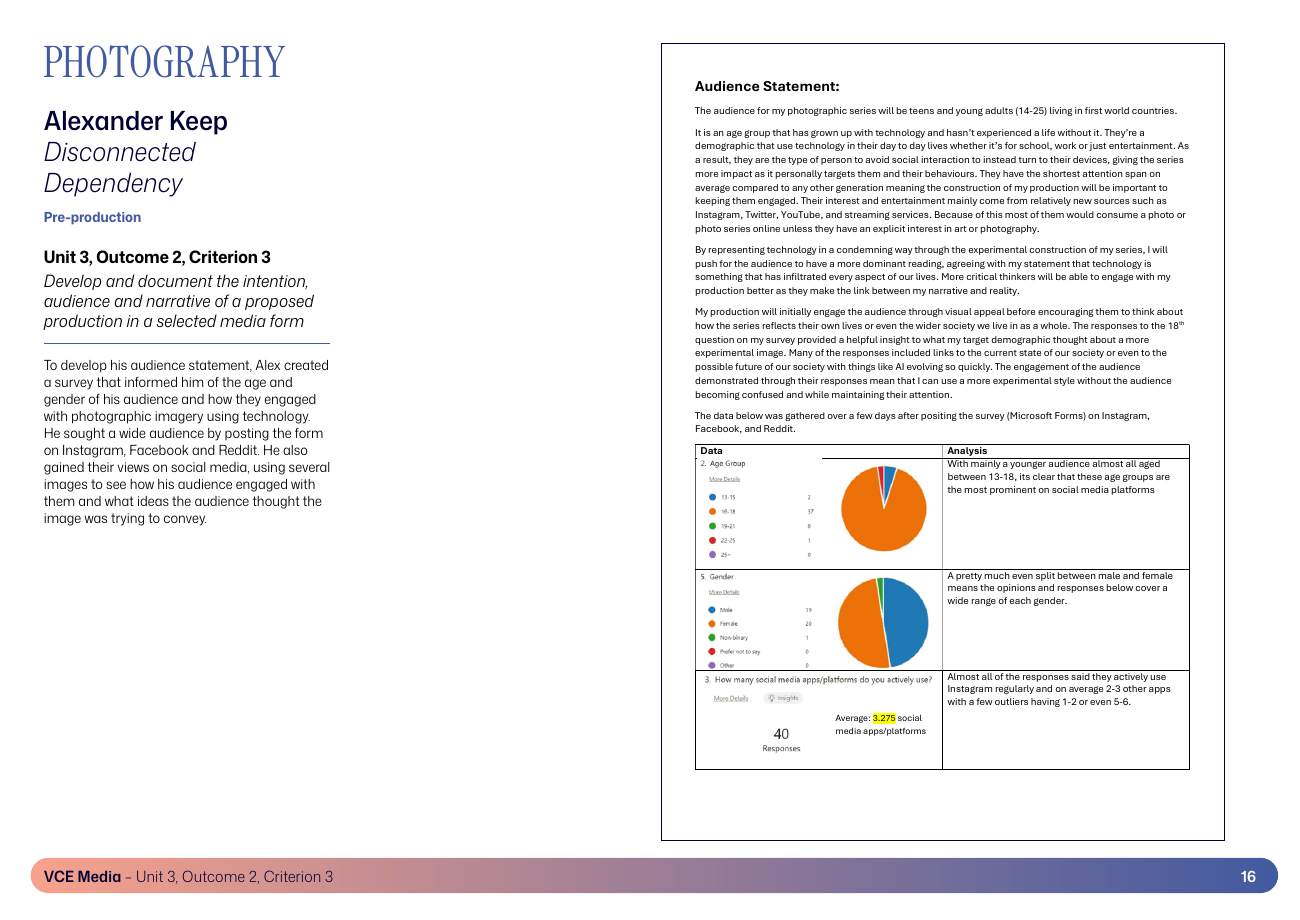 PHOTOGRAPHY
Alexander Keep
Disconnected
Dependency
Pre-production
Unit 3, Outcome 2, Criterion 3
Develop and document the intention,
audience and narrative of a proposed
production in a selected media form
To develop his audience statement, Alex created
a survey that informed him of the age and
gender of his audience and how they engaged
with photographic imagery using technology.
He sought a wide audience by posting the form
on Instagram, Facebook and Reddit. He also
gained their views on social media, using several
images to see how his audience engaged with
them and what ideas the audience thought the
image was trying to convey.
Audience Statement:
The audience for my photographic series will be teens and young adults (14-25) living in first world countries.
It is an age group that has grown up with technology and hasn't experienced a life without it. They're a
demographic that use technology in their day to day lives whether it's for school, work or just entertainment. As
a result, they are the type of person to avoid social interaction to instead turn to their devices, giving the series
more impact as it personally targets them and their behaviours. They have the shortest attention span on
average compared to any other generation meaning the construction of my production will be important to
keeping them engaged. Their interest and entertainment mainly come from relatively new sources such as
Instagram, Twitter, YouTube, and streaming services. Because of this most of them would consume a photo or
photo series online unless they have an explicit interest in art or photography.
By representing technology in a condemning way through the experimental construction of my series, I will
push for the audience to have a more dominant reading, agreeing with my statement that technology is
something that has infiltrated every aspect of our lives. More critical thinkers will be able to engage with my
production better as they make the link between my narrative and reality.
My production will initially engage the audience through visual appeal before encouraging them to think about
how the series reflects their own lives or even the wider society we live in as a whole. The responses to the 18th
question on my survey provided a helpful insight to what my target demographic thought about a more
experimental image. Many of the responses included links to the current state of our society or even to the
possible future of our society with things like AI evolving so quickly. The engagement of the audience
demonstrated through their responses mean that I can use a more experimental style without the audience
becoming confused and while maintaining their attention.
The data below was gathered over a few days after positing the survey (Microsoft Forms) on Instagram,
Facebook, and Reddit.
Data
Analysis
2. Age Group
More Details
13-15 2
16-18 37
19-21 0
22-25 1
25+ 0
With mainly a younger audience almost all aged
between 13-18, its clear that these age groups are
the most prominent on social media platforms
5. Gender
More Details
Male 19
Female 20
Non-binary 1
Prefer not to say 0
Other 0
A pretty much even split between male and female
means the opinions and responses below cover a
wide range of each gender.
3. How many social media apps/platforms do you actively use?
More Details
Insights
40
Responses
Average: 3.275 social
media apps/platforms
Almost all of the responses said they actively use
Instagram regularly and on average 2-3 other apps
with a few outliers having 1-2 or even 5-6.
VCE Media – Unit 3, Outcome 2, Criterion 3
16